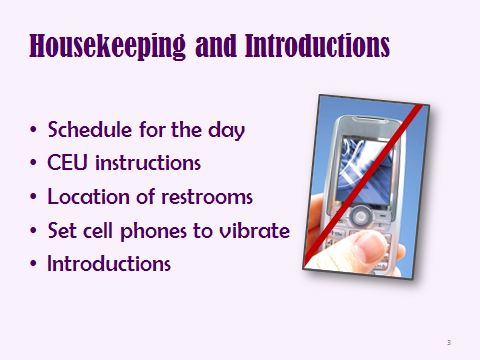 Housekeeping and Introductions
• Schedule for the day
• CEU instructions
• Location of restrooms
• Set cell phones to vibrate
• Introductions
3